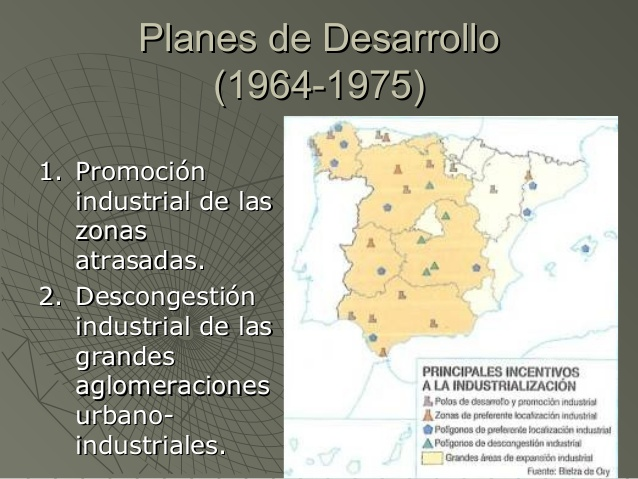 Planes de Desarrollo
(1964-1975)
1. Promoción
industrial de las
zonas
atrasadas.
2. Descongestión
industrial de las
grandes
aglomeraciones
urbano-
industriales.
PRINCIPALES INCENTIVOS
A LA INDUSTRIALIZACIÓN
Polos de desarrollo y promoción industrial
Zonas de preferente localización industrial
Polígonos de preferente localización industrial
Polígonos de descongestión industrial
Grandes áreas de expansión industrial
Fuente: Bielza de Ory